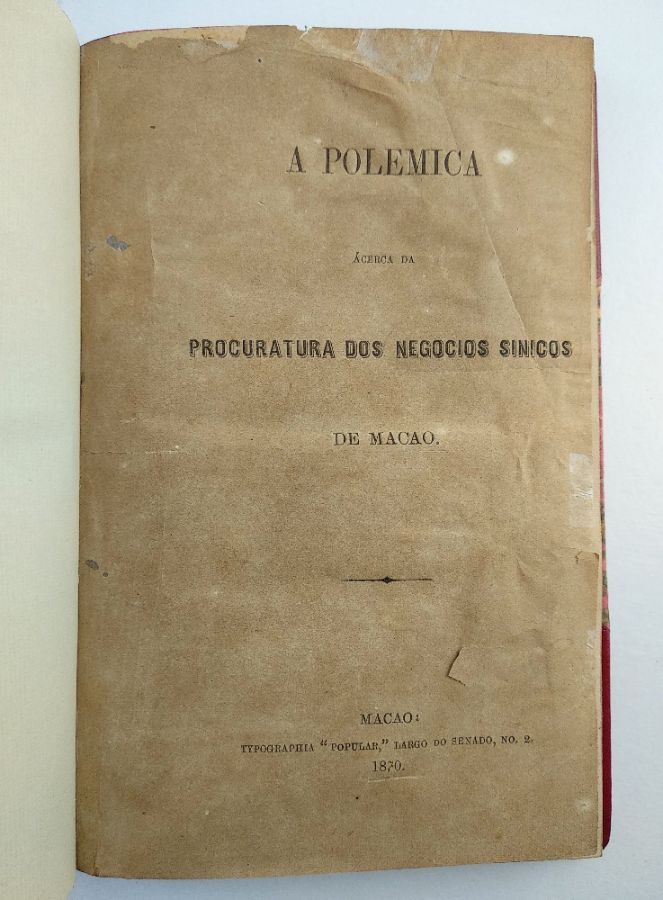 A POLEMICA
ÁCERCA DA
PROCURATURA DOS NEGOCIOS SINICOS
DE MACAO.
MACAO:
TYPOGRAPHIA "POPULAR," LARGO DO SENADO, NO. 2.
1870.